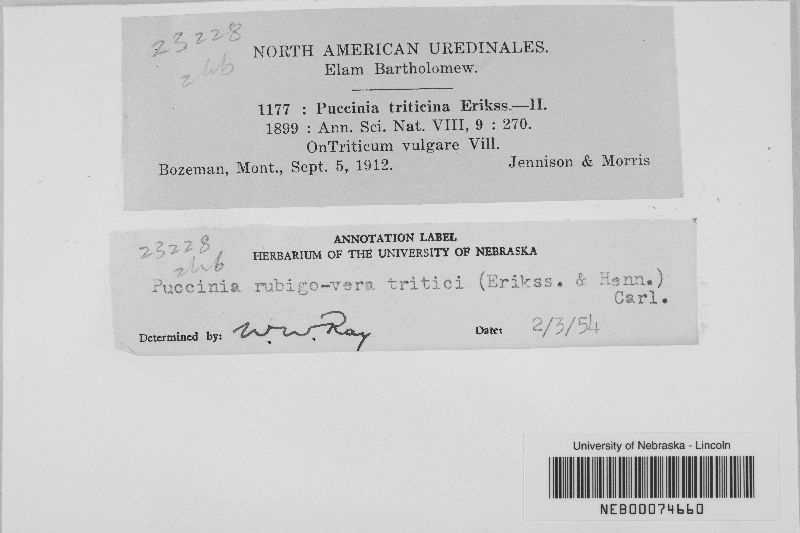 23228
NORTH AMERICAN UREDINALES.
Elam Bartholomew.
1177 : Puccinia triticina Erikss.—II.
1899 : Ann. Sci. Nat. VIII, 9 : 270.
OnTriticum vulgare Vill.
Bozeman, Mont., Sept. 5, 1912. Jennison & Morris
23228
ANNOTATION LABEL
HERBARIUM OF THE UNIVERSITY OF NEBRASKA
Puccinia rubigo-vera tritici (Erikss. & Henn.)
Carl.
Determined by: W. W. Ray Date: 2/3/54
University of Nebraska - Lincoln
NEB00074660